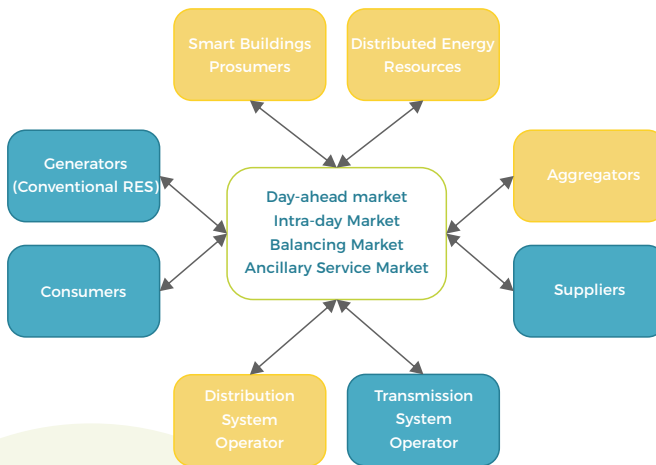 Smart Buildings
Prosumers
Distributed Energy
Resources
Generators
(Conventional RES)
Aggregators
Day-ahead market
Intra-day Market
Balancing Market
Ancillary Service Market
Consumers
Suppliers
Distribution
System
Operator
Transmission
System
Operator